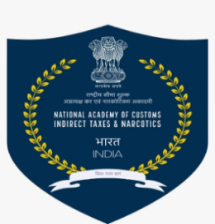 राष्ट्रीय सीमा शुल्क
अप्रत्यक्ष कर एवं नारकोटिक्स अकादमी
NATIONAL ACADEMY OF CUSTOMS
INDIRECT TAXES & NARCOTICS
भारत
INDIA